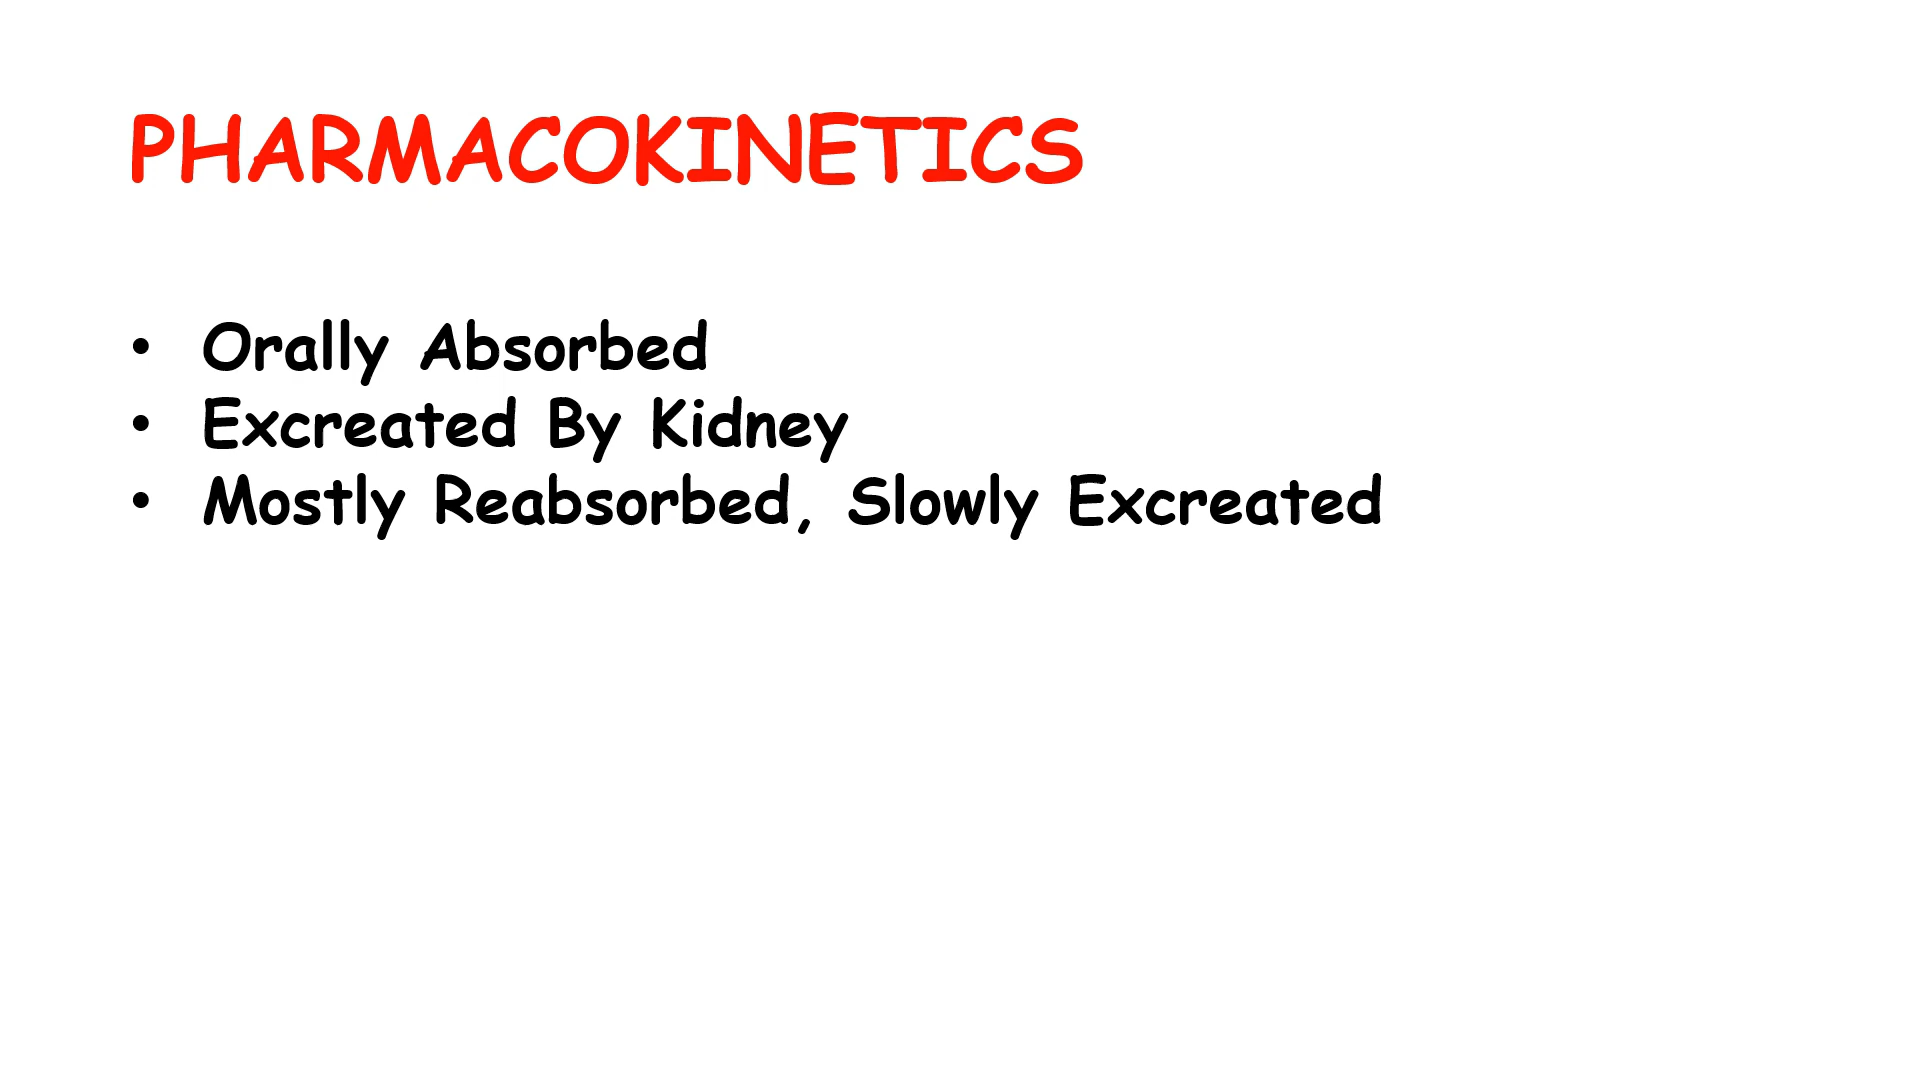 PHARMACOKINETICS
• Orally Absorbed
• Excreated By Kidney
• Mostly Reabsorbed, Slowly Excreated